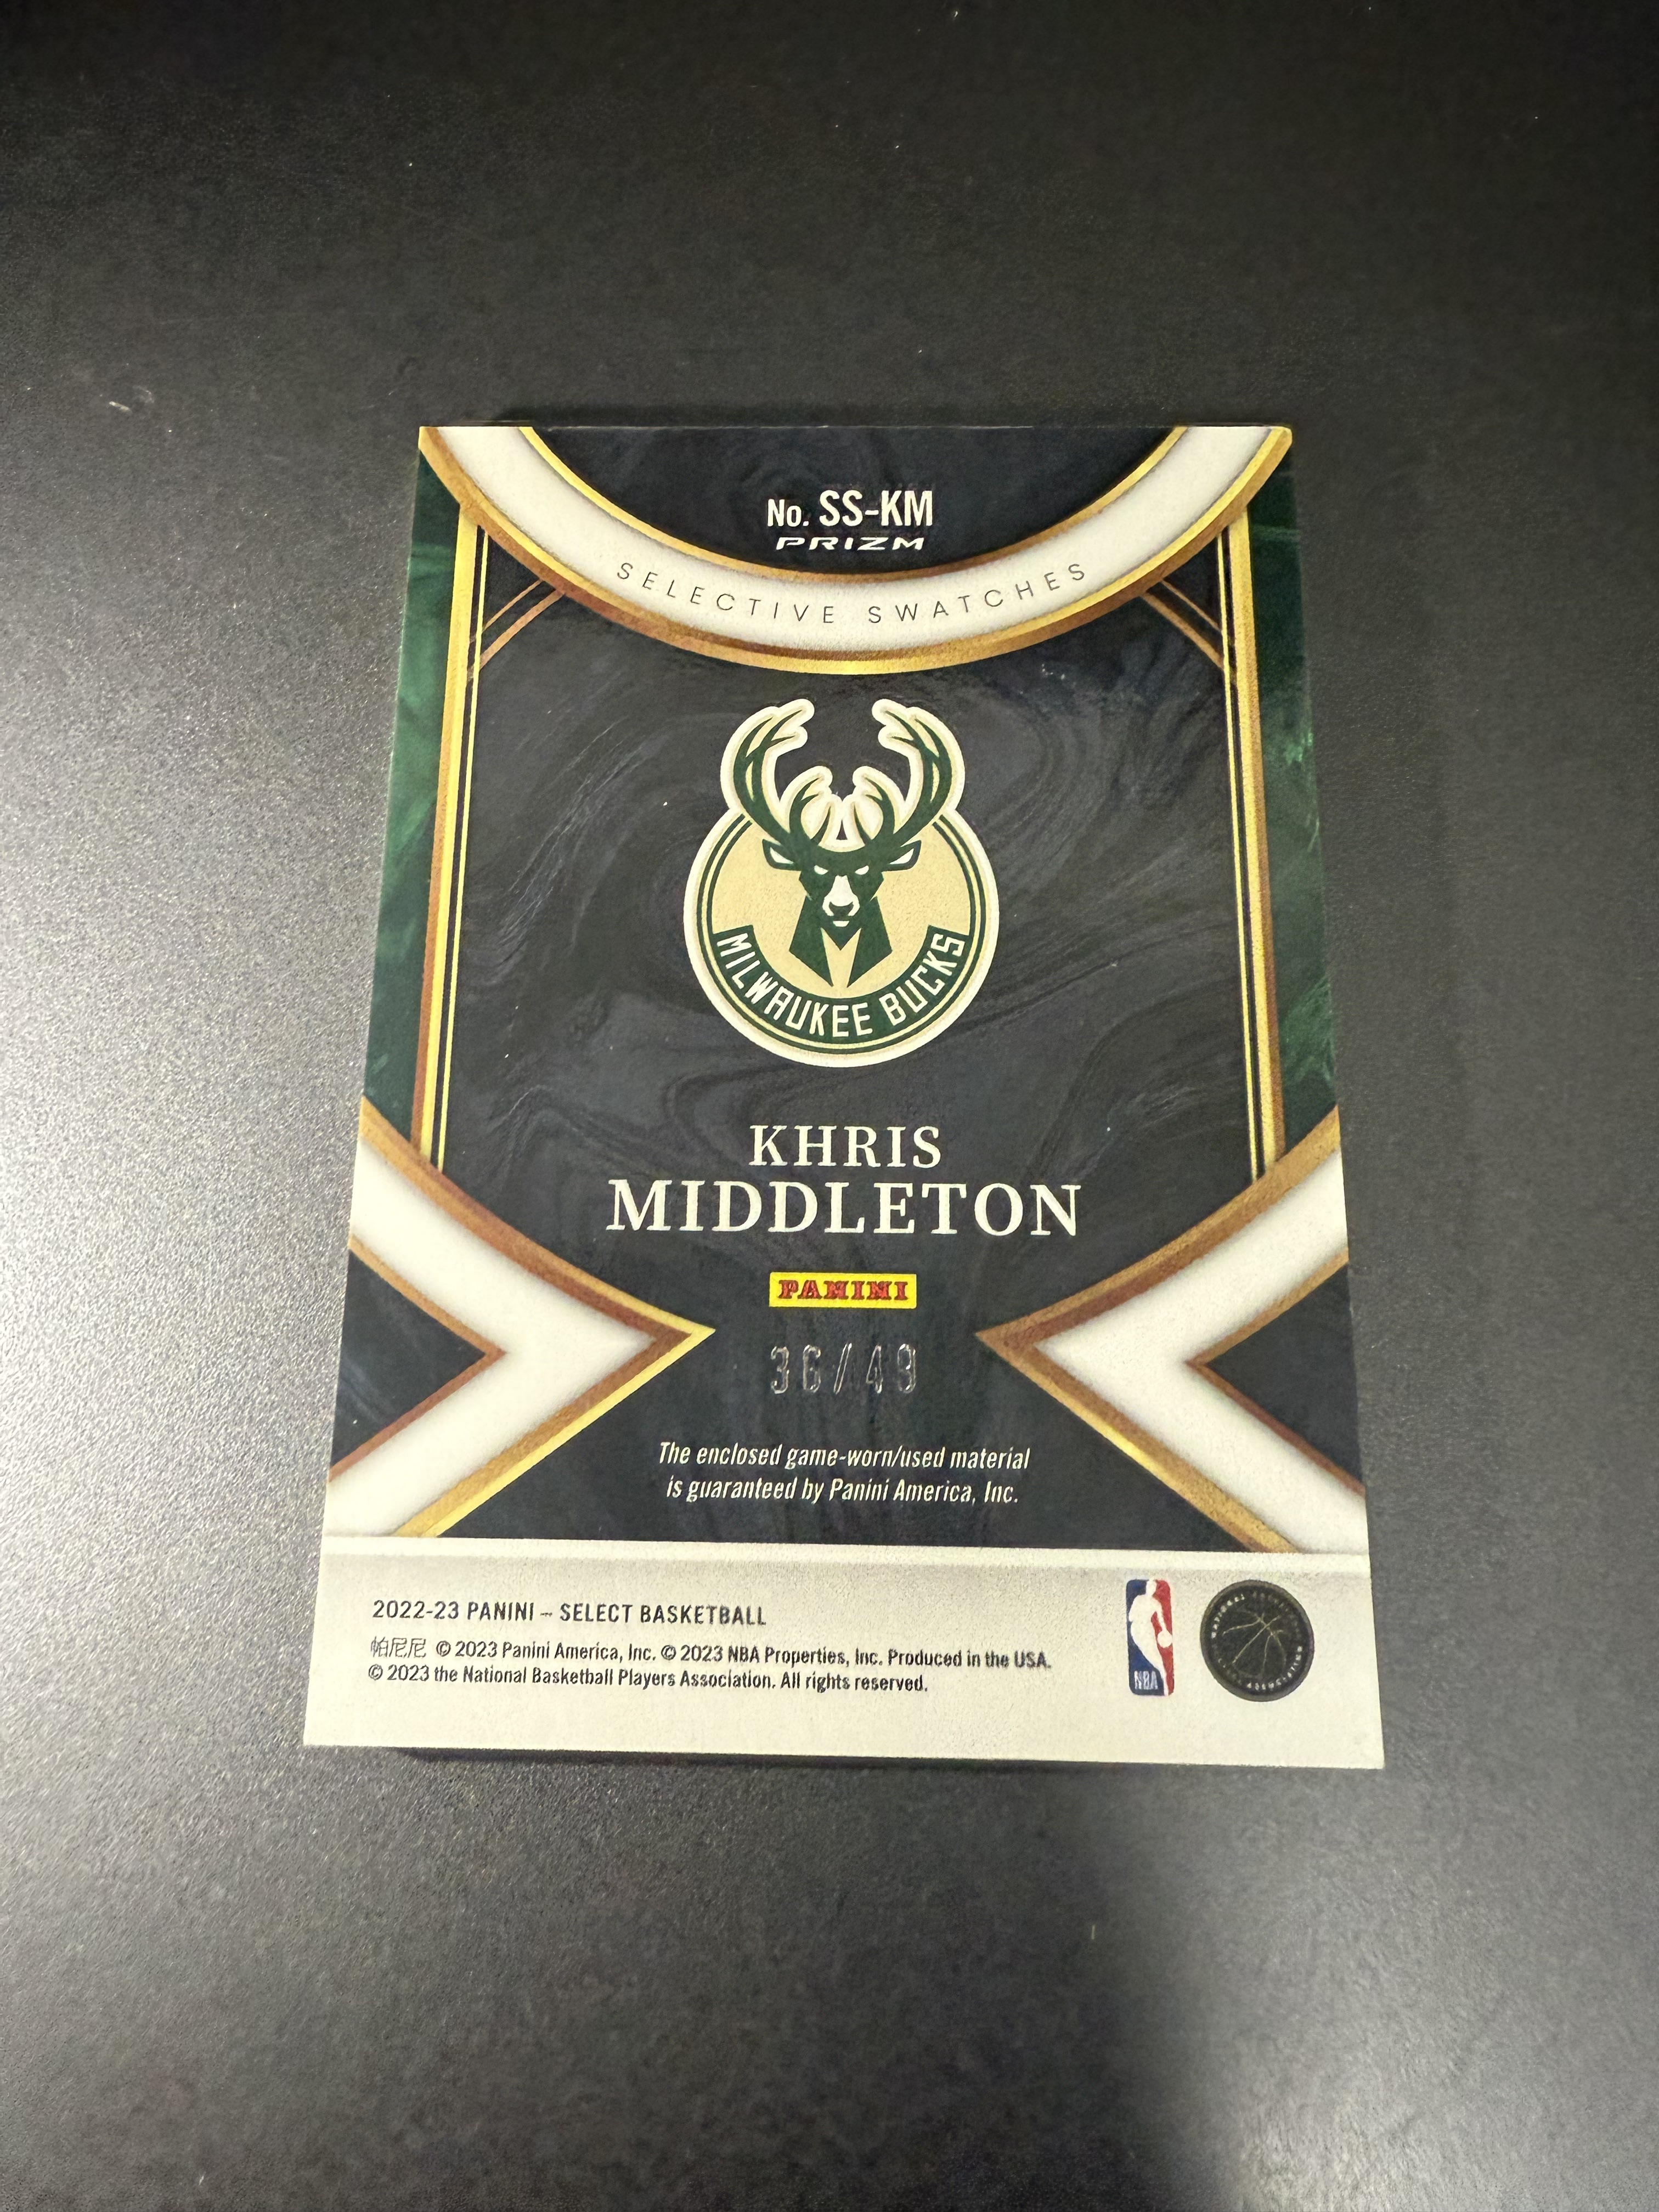 No. SS-KM
PRIZM
SELECTIVE SWATCHES
MILWAUKEE BUCKS
KHRIS
MIDDLETON
PANINI
36/49
The enclosed game-worn/used material
is guaranteed by Panini America, Inc.
2022-23 PANINI – SELECT BASKETBALL
帕尼尼 © 2023 Panini America, Inc. © 2023 NBA Properties, Inc. Produced in the USA.
© 2023 the National Basketball Players Association. All rights reserved.
NBA